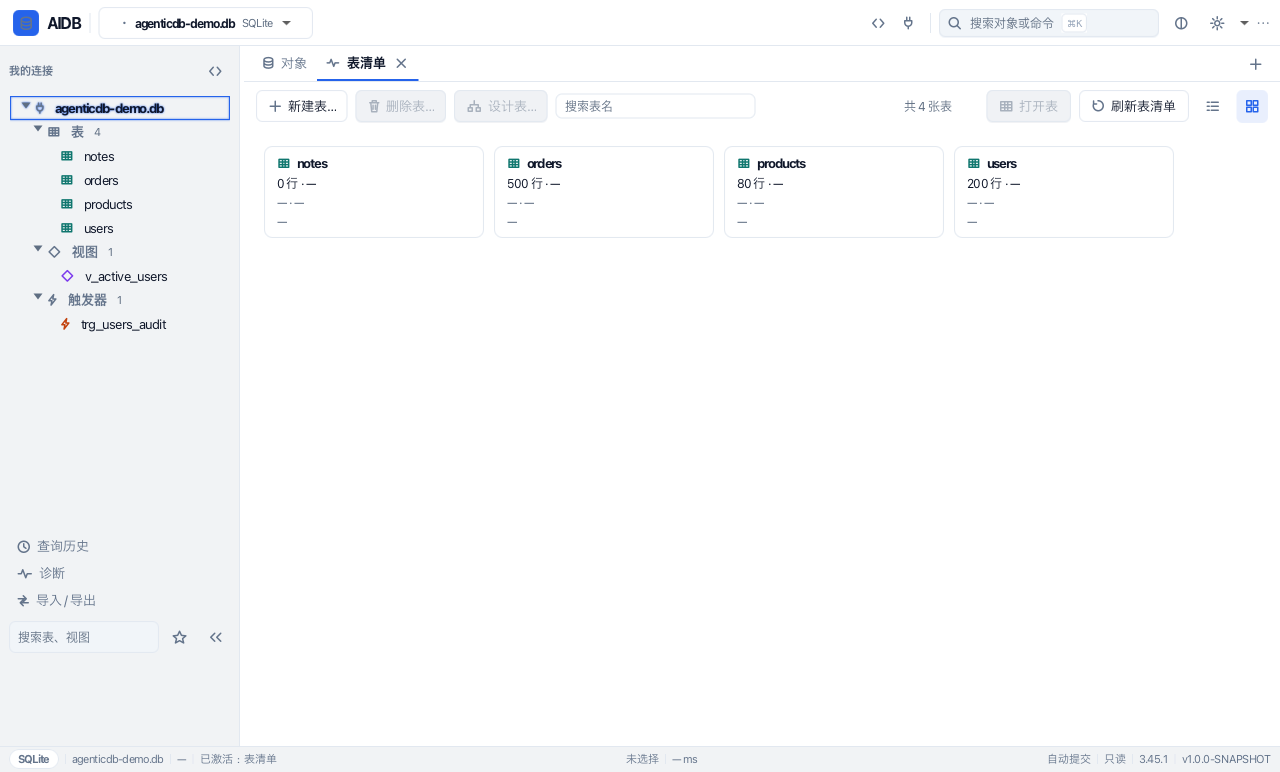 AIDB
agenticdb-demo.db SQLite
搜索对象或命令 ⌘K
我的连接
agenticdb-demo.db
表 4
notes
orders
products
users
视图 1
v_active_users
触发器 1
trg_users_audit
查询历史
诊断
导入 / 导出
搜索表、视图
对象
表清单
新建表...
删除表...
设计表...
搜索表名
共 4 张表
打开表
刷新表清单
notes
0 行 · —
— · —
—
orders
500 行 · —
— · —
—
products
80 行 · —
— · —
—
users
200 行 · —
— · —
—
SQLite agenticdb-demo.db — 已激活：表清单
未选择 — ms
自动提交 只读 3.45.1 v1.0.0-SNAPSHOT